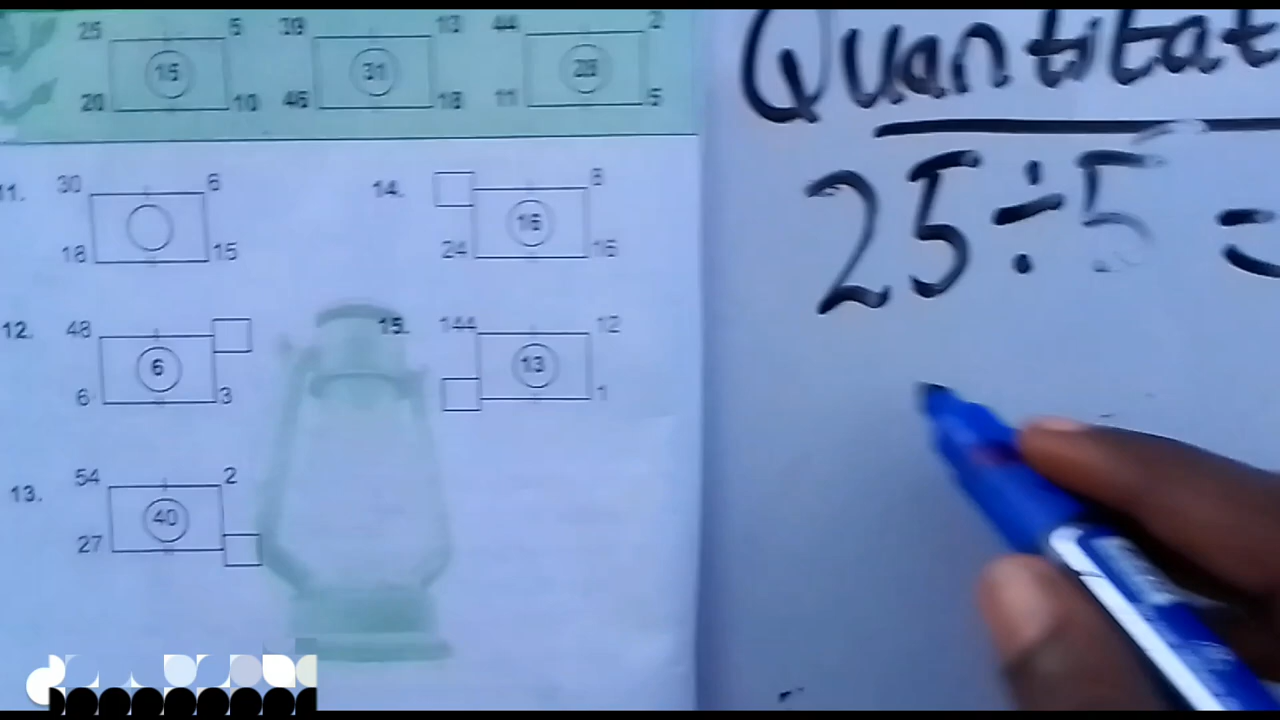 25 5 39 13 44 2
15 31 28
20 10 46 18 11 5
Quantitat
25÷5 =
11. 30 6
18 15
14. 8
16
24 16
12. 48
6
6 3
15. 144 12
13
1
13. 54 2
40
27